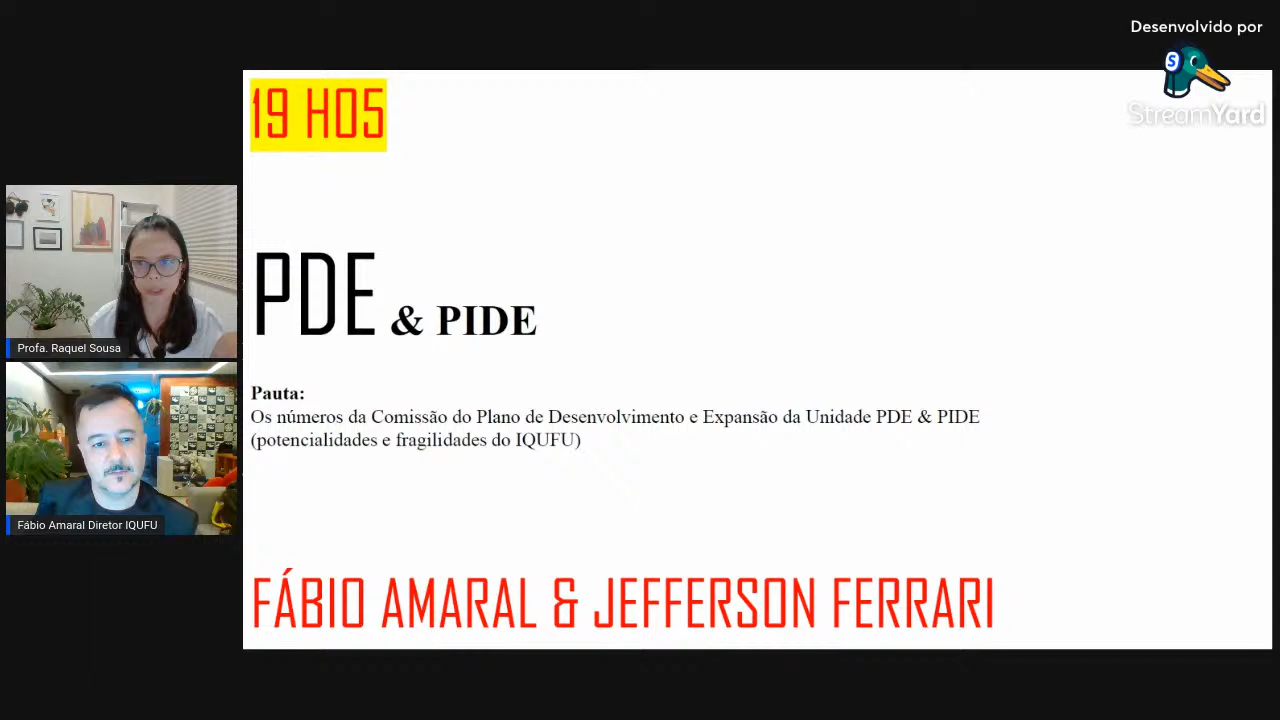 Desenvolvido por
S
StreamYard
19 H05
PDE & PIDE
Pauta:
Os números da Comissão do Plano de Desenvolvimento e Expansão da Unidade PDE & PIDE
(potencialidades e fragilidades do IQUFU)
FÁBIO AMARAL & JEFFERSON FERRARI
Profa. Raquel Sousa
Fábio Amaral Diretor IQUFU